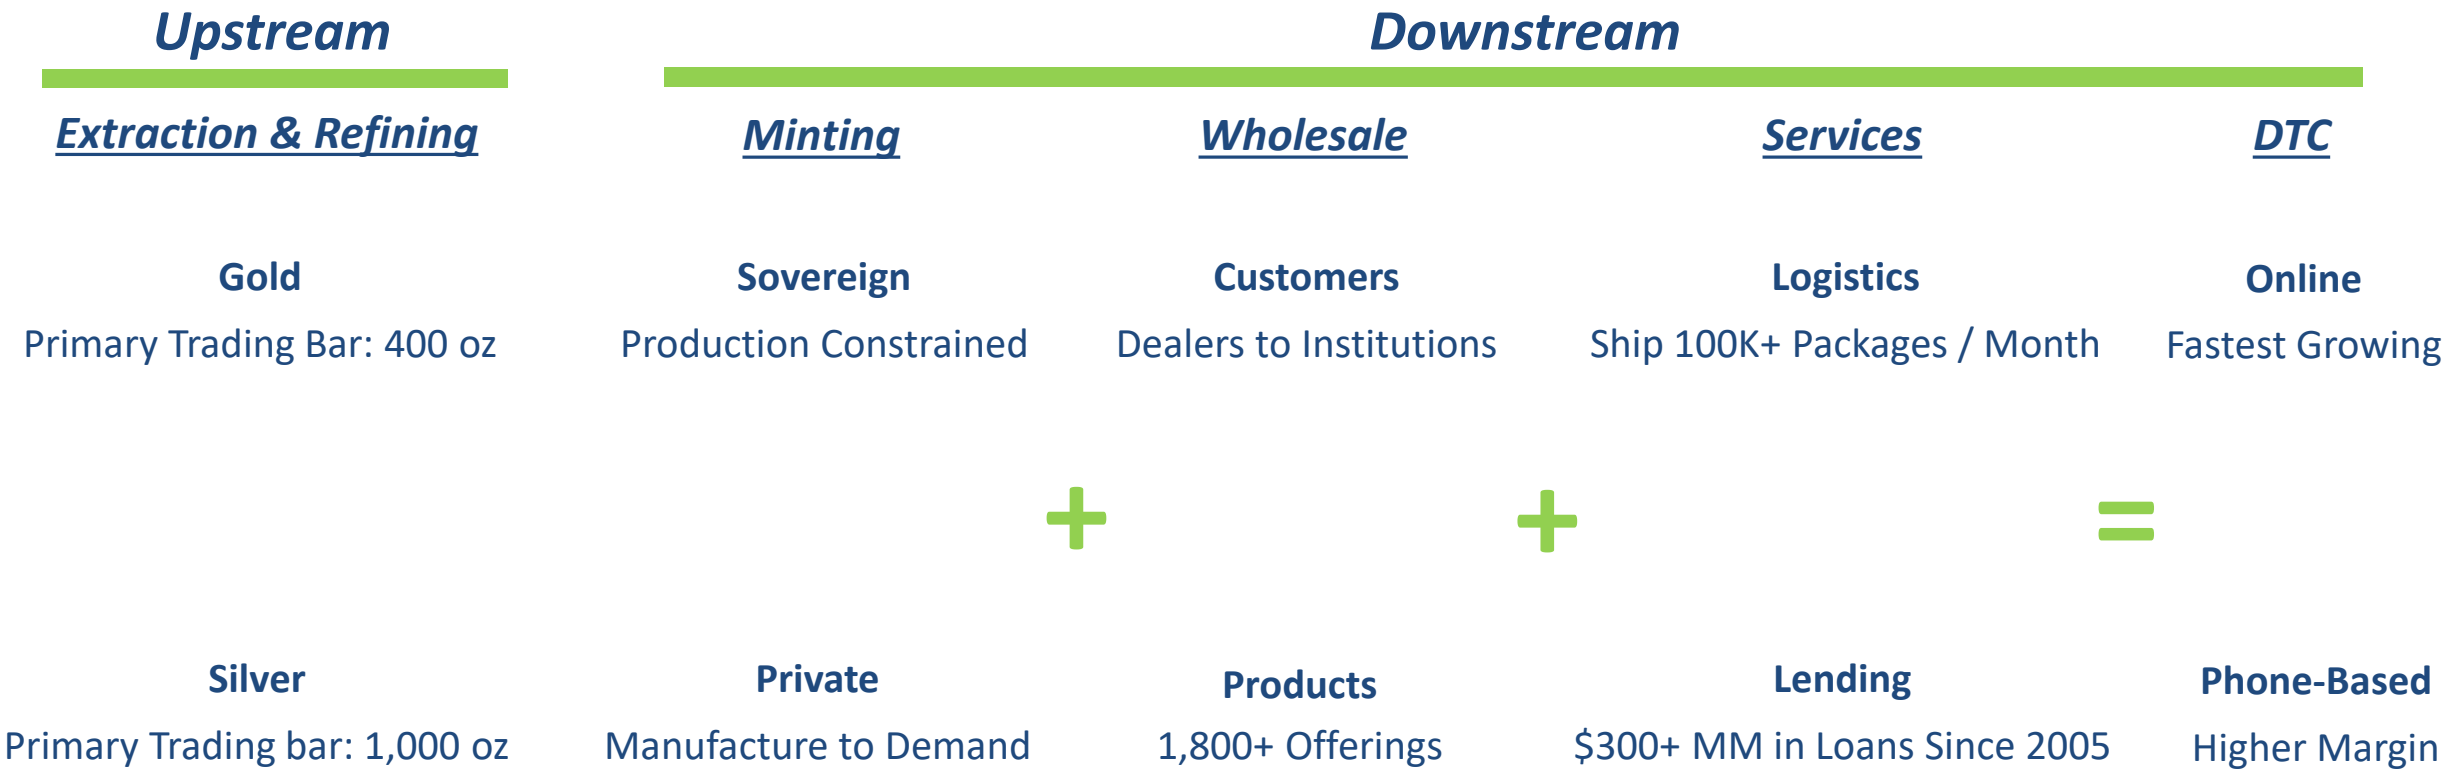 Upstream
Downstream
Extraction & Refining
Minting
Wholesale
Services
DTC
Gold
Sovereign
Customers
Logistics
Online
Primary Trading Bar: 400 oz
Production Constrained
Dealers to Institutions
Ship 100K+ Packages / Month
Fastest Growing
+
+
=
Silver
Private
Products
Lending
Phone-Based
Primary Trading bar: 1,000 oz
Manufacture to Demand
1,800+ Offerings
$300+ MM in Loans Since 2005
Higher Margin